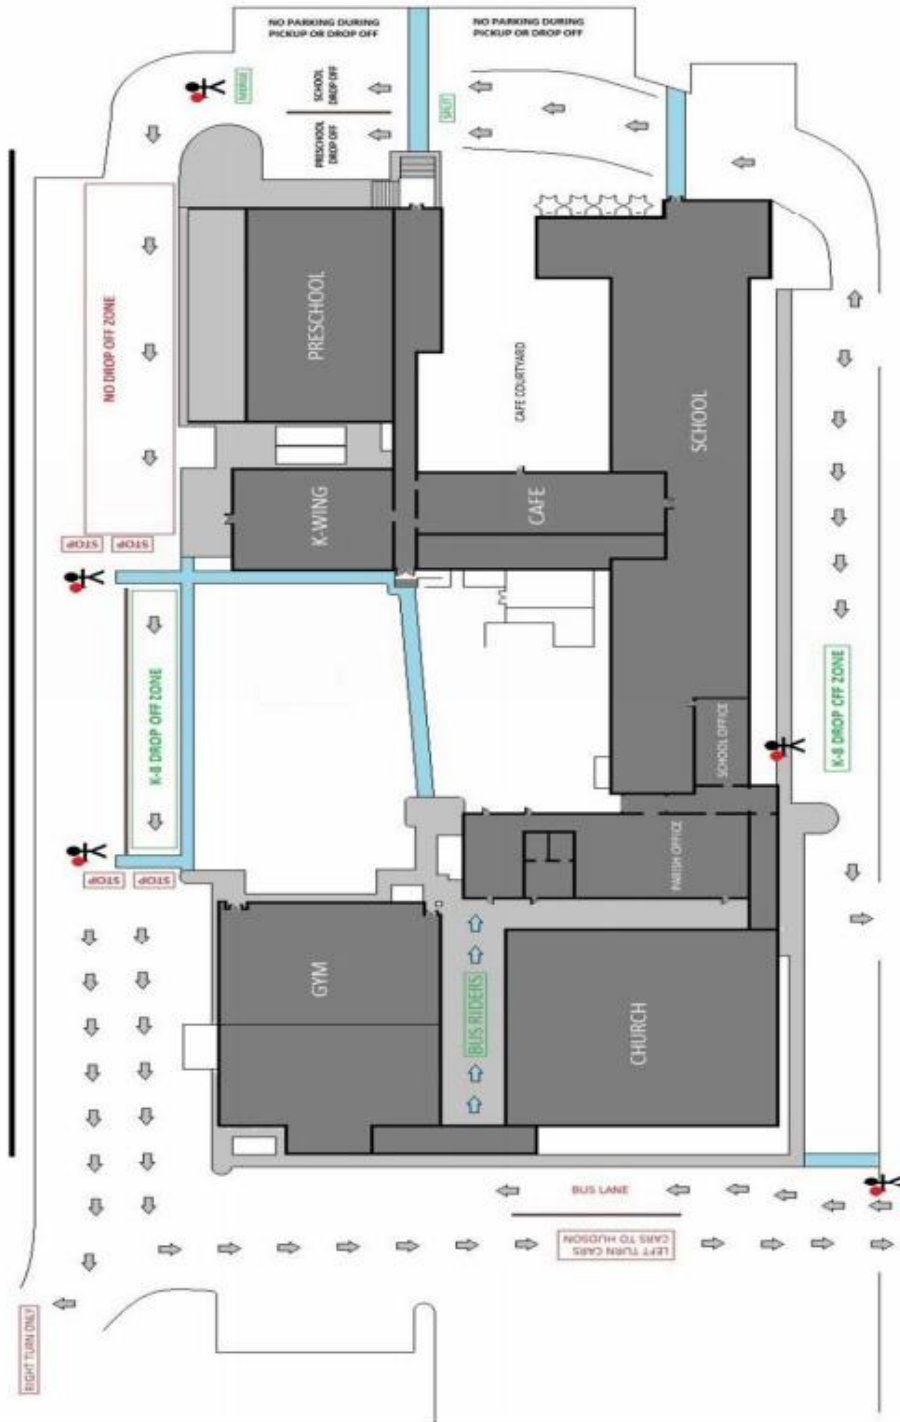 NO PARKING DURING
PICKUP OR DROP OFF
NO PARKING DURING
PICKUP OR DROP OFF
MERGE
SCHOOL
DROP OFF
PRESCHOOL
DROP OFF
SPLIT
NO DROP OFF ZONE
PRESCHOOL
CAFE COURTYARD
SCHOOL
K-WING
CAFE
STOP
STOP
K-8 DROP OFF ZONE
K-8 DROP OFF ZONE
SCHOOL OFFICE
PARISH OFFICE
STOP
STOP
GYM
BUS RIDERS
CHURCH
BUS LANE
LEFT TURN CARS
CARS TO HUDSON
RIGHT TURN ONLY